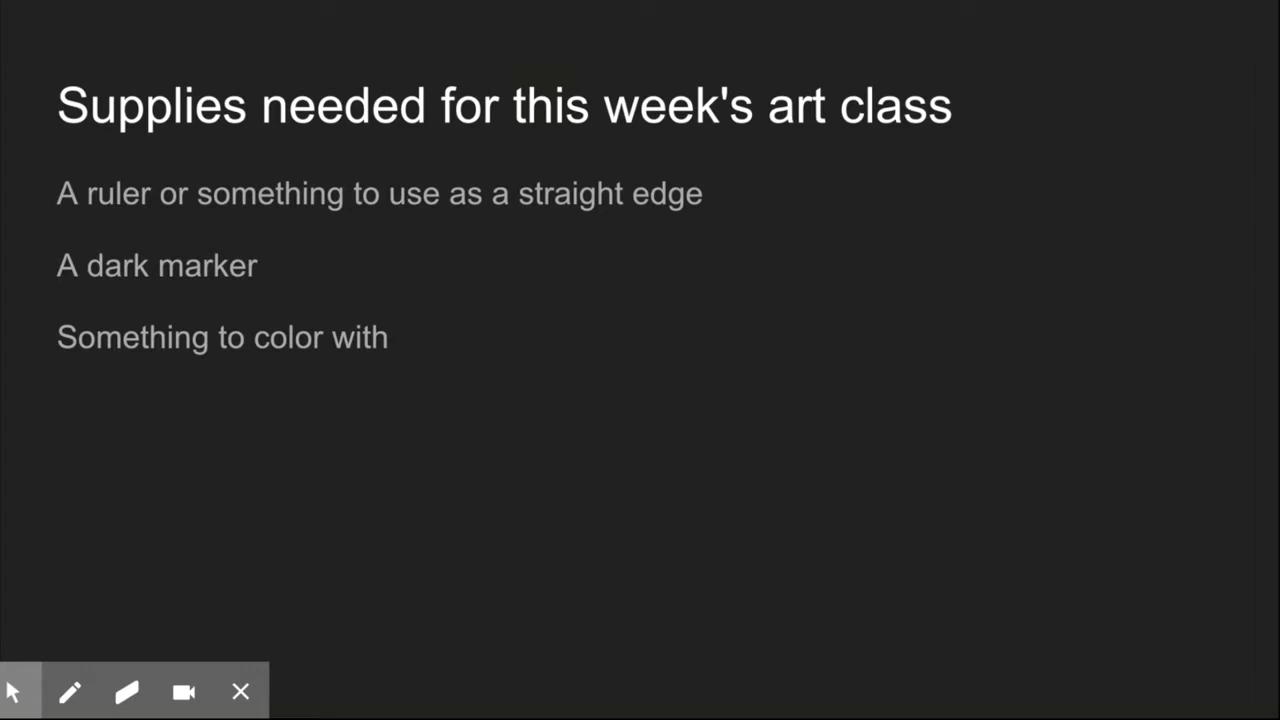 Supplies needed for this week's art class
A ruler or something to use as a straight edge
A dark marker
Something to color with